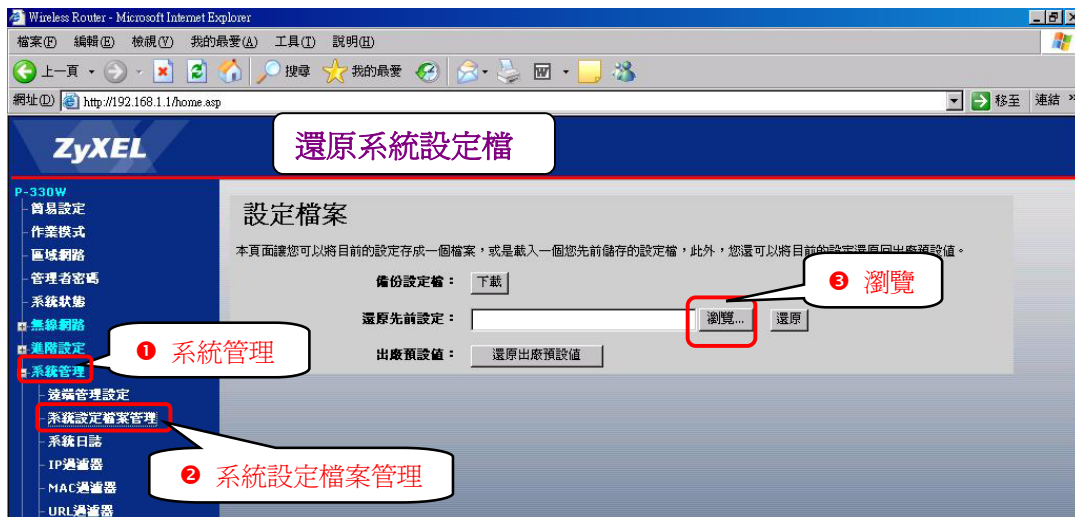 Wireless Router - Microsoft Internet Explorer
檔案(F) 編輯(E) 檢視(V) 我的最愛(A) 工具(T) 說明(H)
上一頁 搜尋 我的最愛
網址(D) http://192.168.1.1/home.asp 移至 連結 »
ZyXEL
還原系統設定檔
P-330W
簡易設定
作業模式
區域網路
管理者密碼
系統狀態
無線網路
進階設定
系統管理
遠端管理設定
系統設定檔案管理
系統日誌
IP過濾器
MAC過濾器
URL過濾器
設定檔案
本頁面讓您可以將目前的設定存成一個檔案，或是載入一個您先前儲存的設定檔，此外，您還可以將目前的設定還原回出廠預設值。
備份設定檔： 下載
還原先前設定： 瀏覽... 還原
出廠預設值： 還原出廠預設值
❶ 系統管理
❷ 系統設定檔案管理
❸ 瀏覽